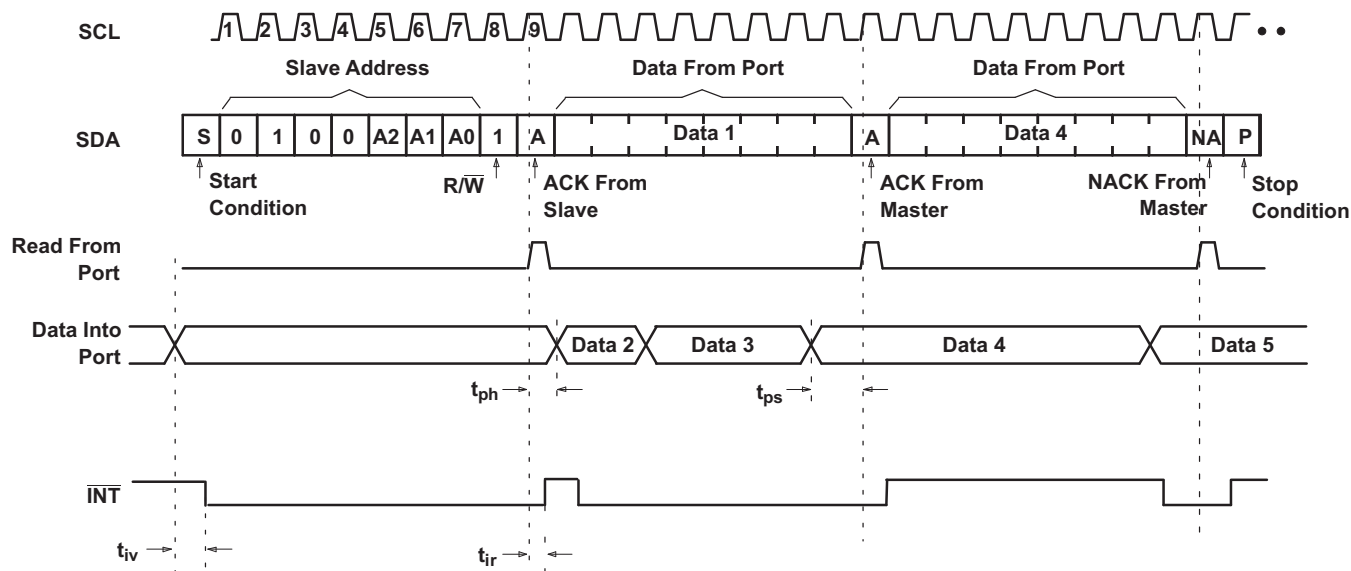 SCL
1 2 3 4 5 6 7 8 9
Slave Address
Data From Port
Data From Port
SDA
S 0 1 0 0 A2 A1 A0 1 A Data 1 A Data 4 NA P
Start
Condition
R/W̅
ACK From
Slave
ACK From
Master
NACK From
Master
Stop
Condition
Read From
Port
Data Into
Port
Data 2 Data 3 Data 4 Data 5
tph
tps
I̅N̅T̅
tiv
tir